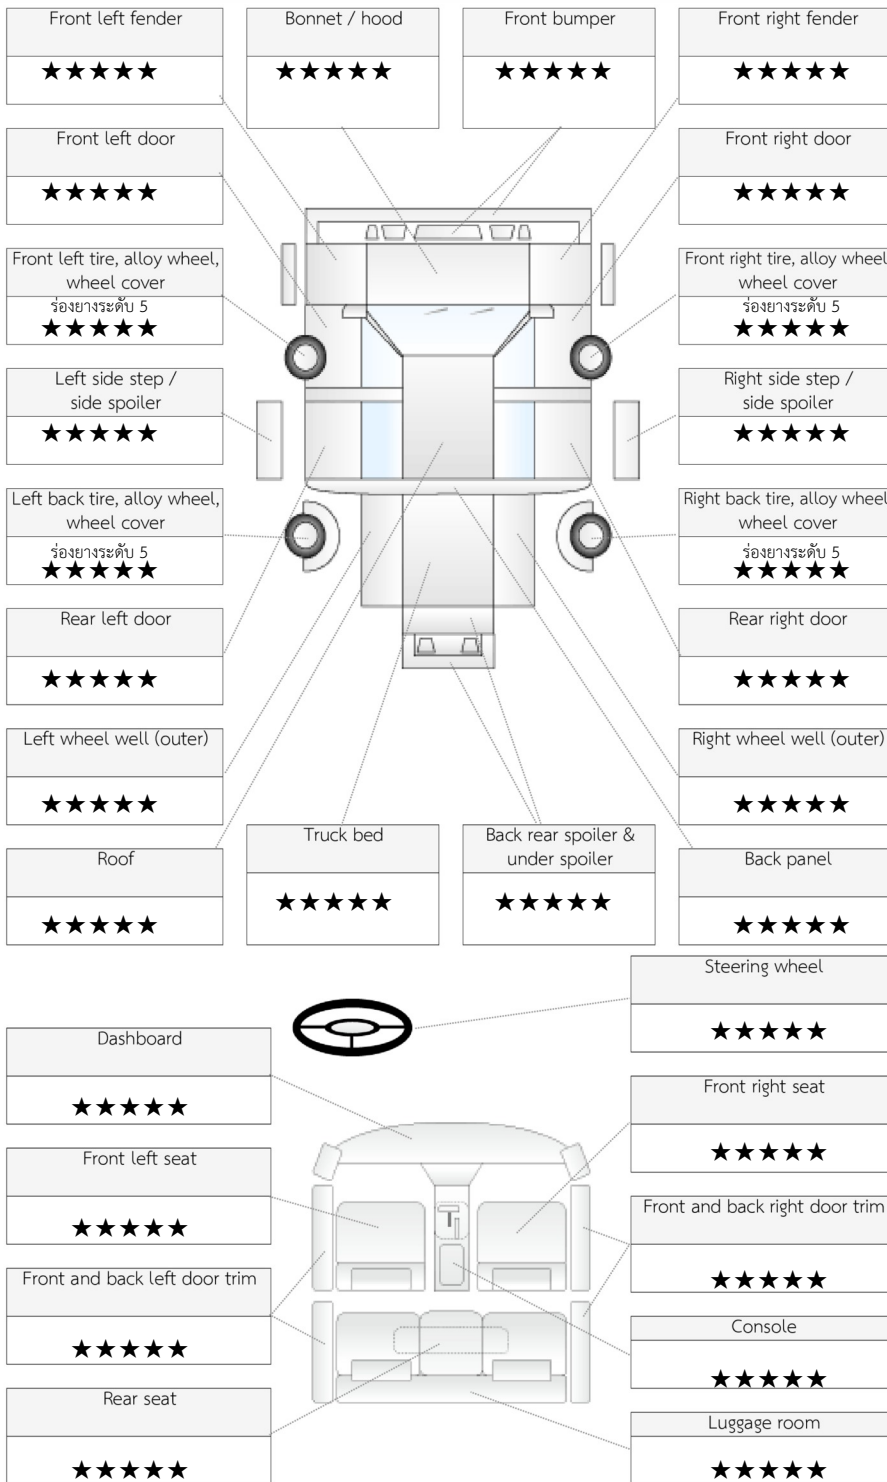 Front left fender
★★★★★
Bonnet / hood
★★★★★
Front bumper
★★★★★
Front right fender
★★★★★
Front left door
★★★★★
Front right door
★★★★★
Front left tire, alloy wheel,
wheel cover
ร่องยางระดับ 5
★★★★★
Front right tire, alloy wheel
wheel cover
ร่องยางระดับ 5
★★★★★
Left side step /
side spoiler
★★★★★
Right side step /
side spoiler
★★★★★
Left back tire, alloy wheel,
wheel cover
ร่องยางระดับ 5
★★★★★
Right back tire, alloy wheel
wheel cover
ร่องยางระดับ 5
★★★★★
Rear left door
★★★★★
Rear right door
★★★★★
Left wheel well (outer)
★★★★★
Right wheel well (outer)
★★★★★
Roof
★★★★★
Truck bed
★★★★★
Back rear spoiler &
under spoiler
★★★★★
Back panel
★★★★★
Steering wheel
★★★★★
Dashboard
★★★★★
Front right seat
★★★★★
Front left seat
★★★★★
Front and back right door trim
★★★★★
Front and back left door trim
★★★★★
Console
★★★★★
Rear seat
★★★★★
Luggage room
★★★★★